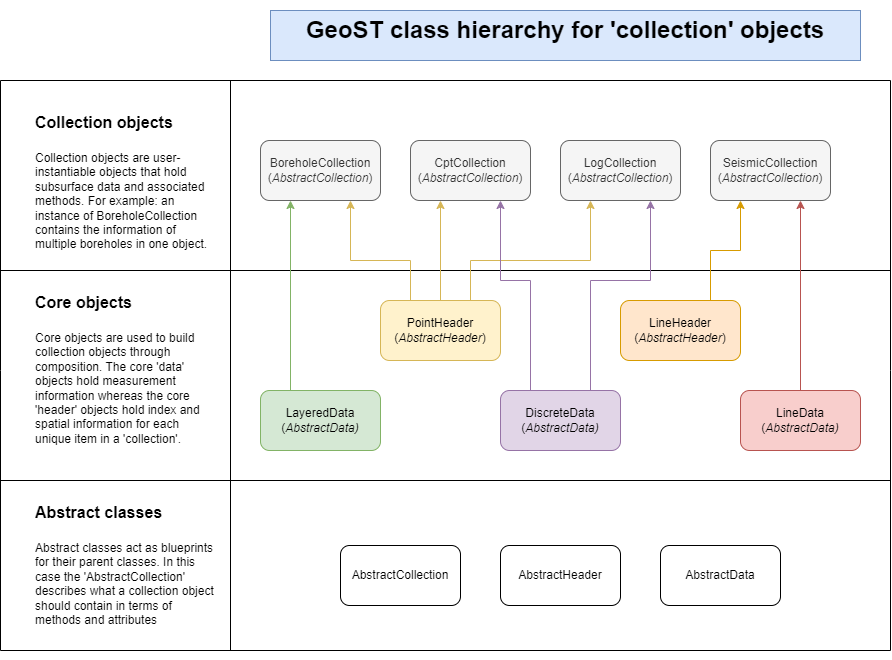 GeoST class hierarchy for 'collection' objects
Collection objects
Collection objects are user-
instantiable objects that hold
subsurface data and associated
methods. For example: an
instance of BoreholeCollection
contains the information of
multiple boreholes in one object.
BoreholeCollection
(AbstractCollection)
CptCollection
(AbstractCollection)
LogCollection
(AbstractCollection)
SeismicCollection
(AbstractCollection)
Core objects
Core objects are used to build
collection objects through
composition. The core 'data'
objects hold measurement
information whereas the core
'header' objects hold index and
spatial information for each
unique item in a 'collection'.
PointHeader
(AbstractHeader)
LineHeader
(AbstractHeader)
LayeredData
(AbstractData)
DiscreteData
(AbstractData)
LineData
(AbstractData)
Abstract classes
Abstract classes act as blueprints
for their parent classes. In this
case the 'AbstractCollection'
describes what a collection object
should contain in terms of
methods and attributes
AbstractCollection
AbstractHeader
AbstractData